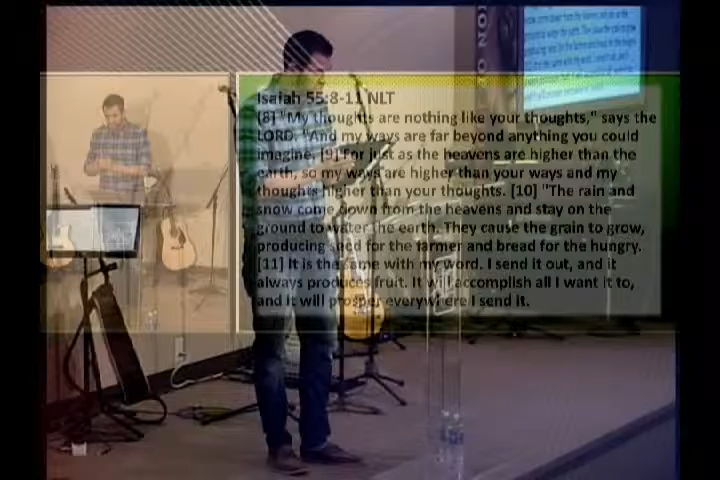 Isaiah 55:8-11 NLT
[8] "My thoughts are nothing like your thoughts," says the
LORD. "And my ways are far beyond anything you could
imagine. [9] For just as the heavens are higher than the
earth, so my ways are higher than your ways and my
thoughts higher than your thoughts. [10] "The rain and
snow come down from the heavens and stay on the
ground to water the earth. They cause the grain to grow,
producing seed for the farmer and bread for the hungry.
[11] It is the same with my word. I send it out, and it
always produces fruit. It will accomplish all I want it to,
and it will prosper everywhere I send it.